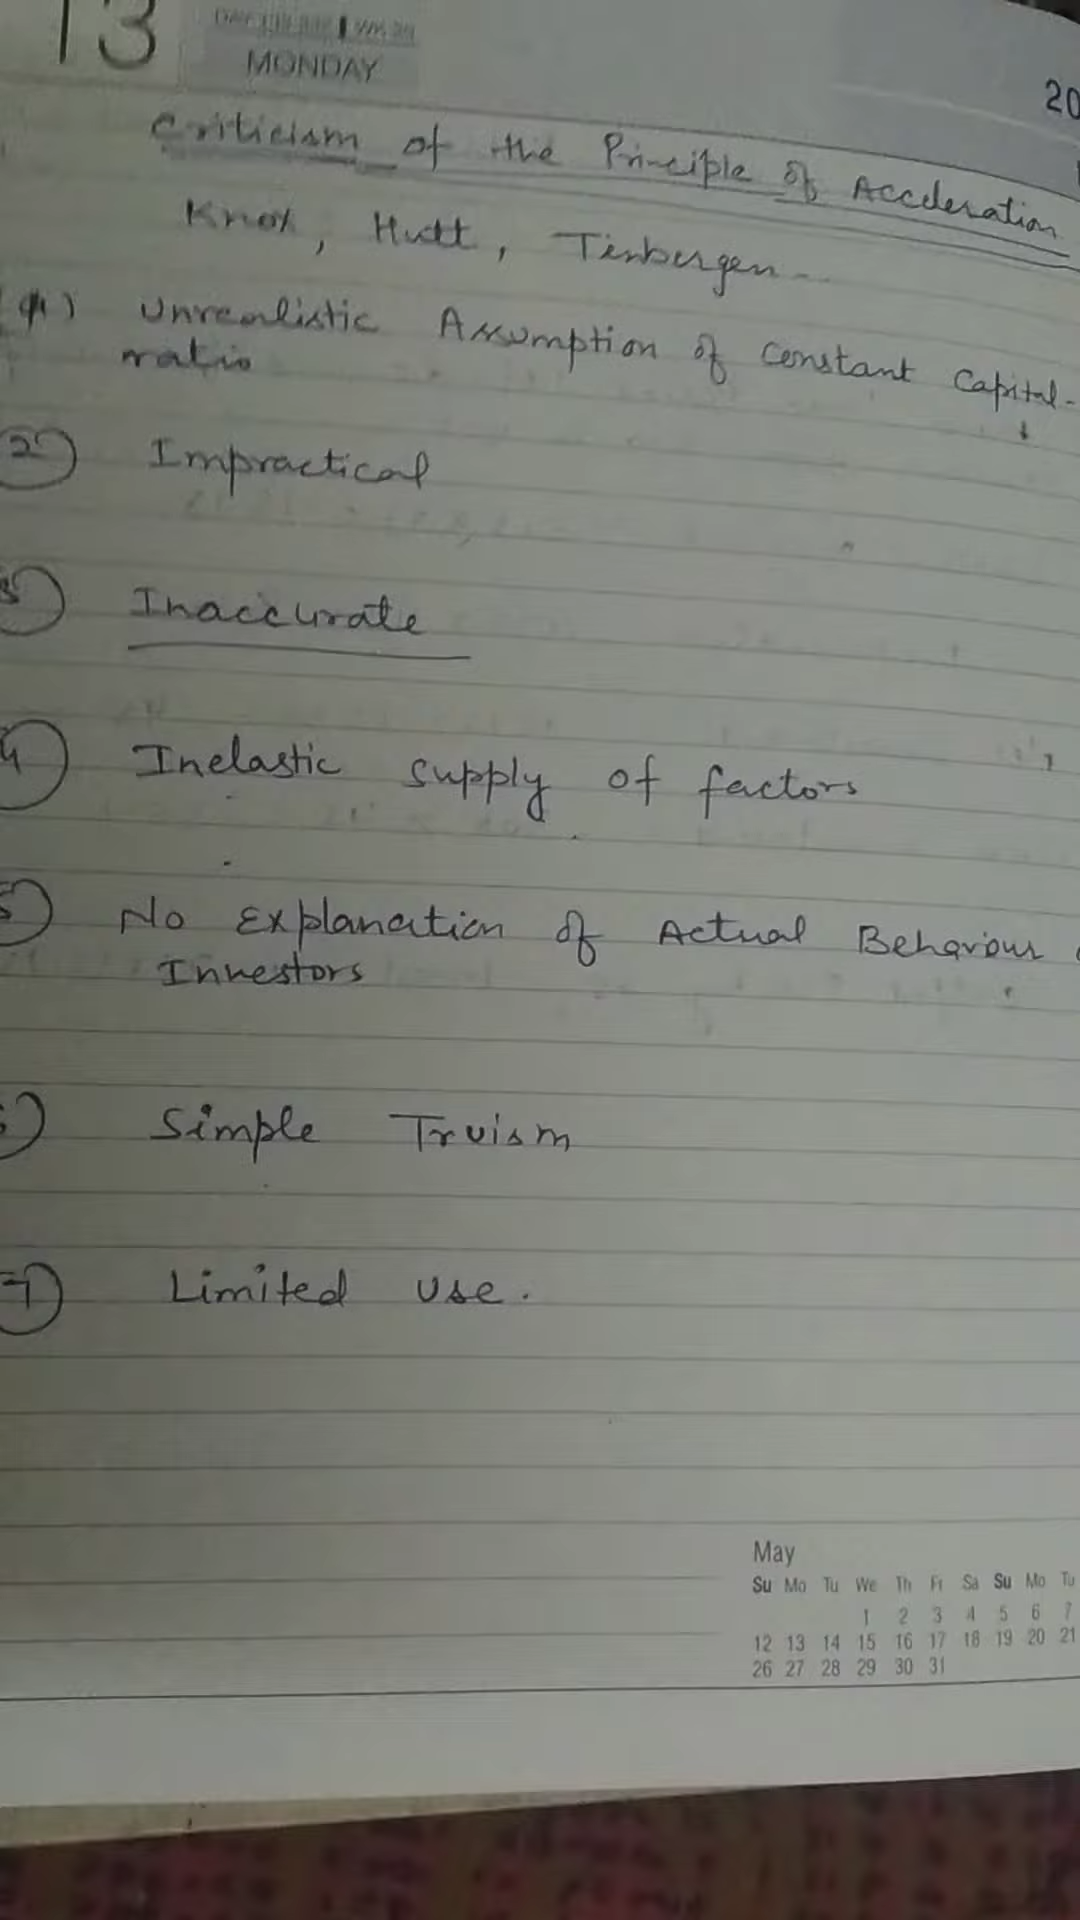 13
MONDAY
20
Criticism of the Principle of Acceleration
Knox, Hutt, Tinbergen
1) Unrealistic Assumption of Constant Capital-
ratio
2) Impractical
3) Inaccurate
4) Inelastic supply of factors
5) No Explanation of Actual Behaviour
Investors
Simple Truism
7) Limited use.
May
Su Mo Tu We Th Fr Sa Su Mo Tu
1 2 3 4 5 6 7
12 13 14 15 16 17 18 19 20 21
26 27 28 29 30 31